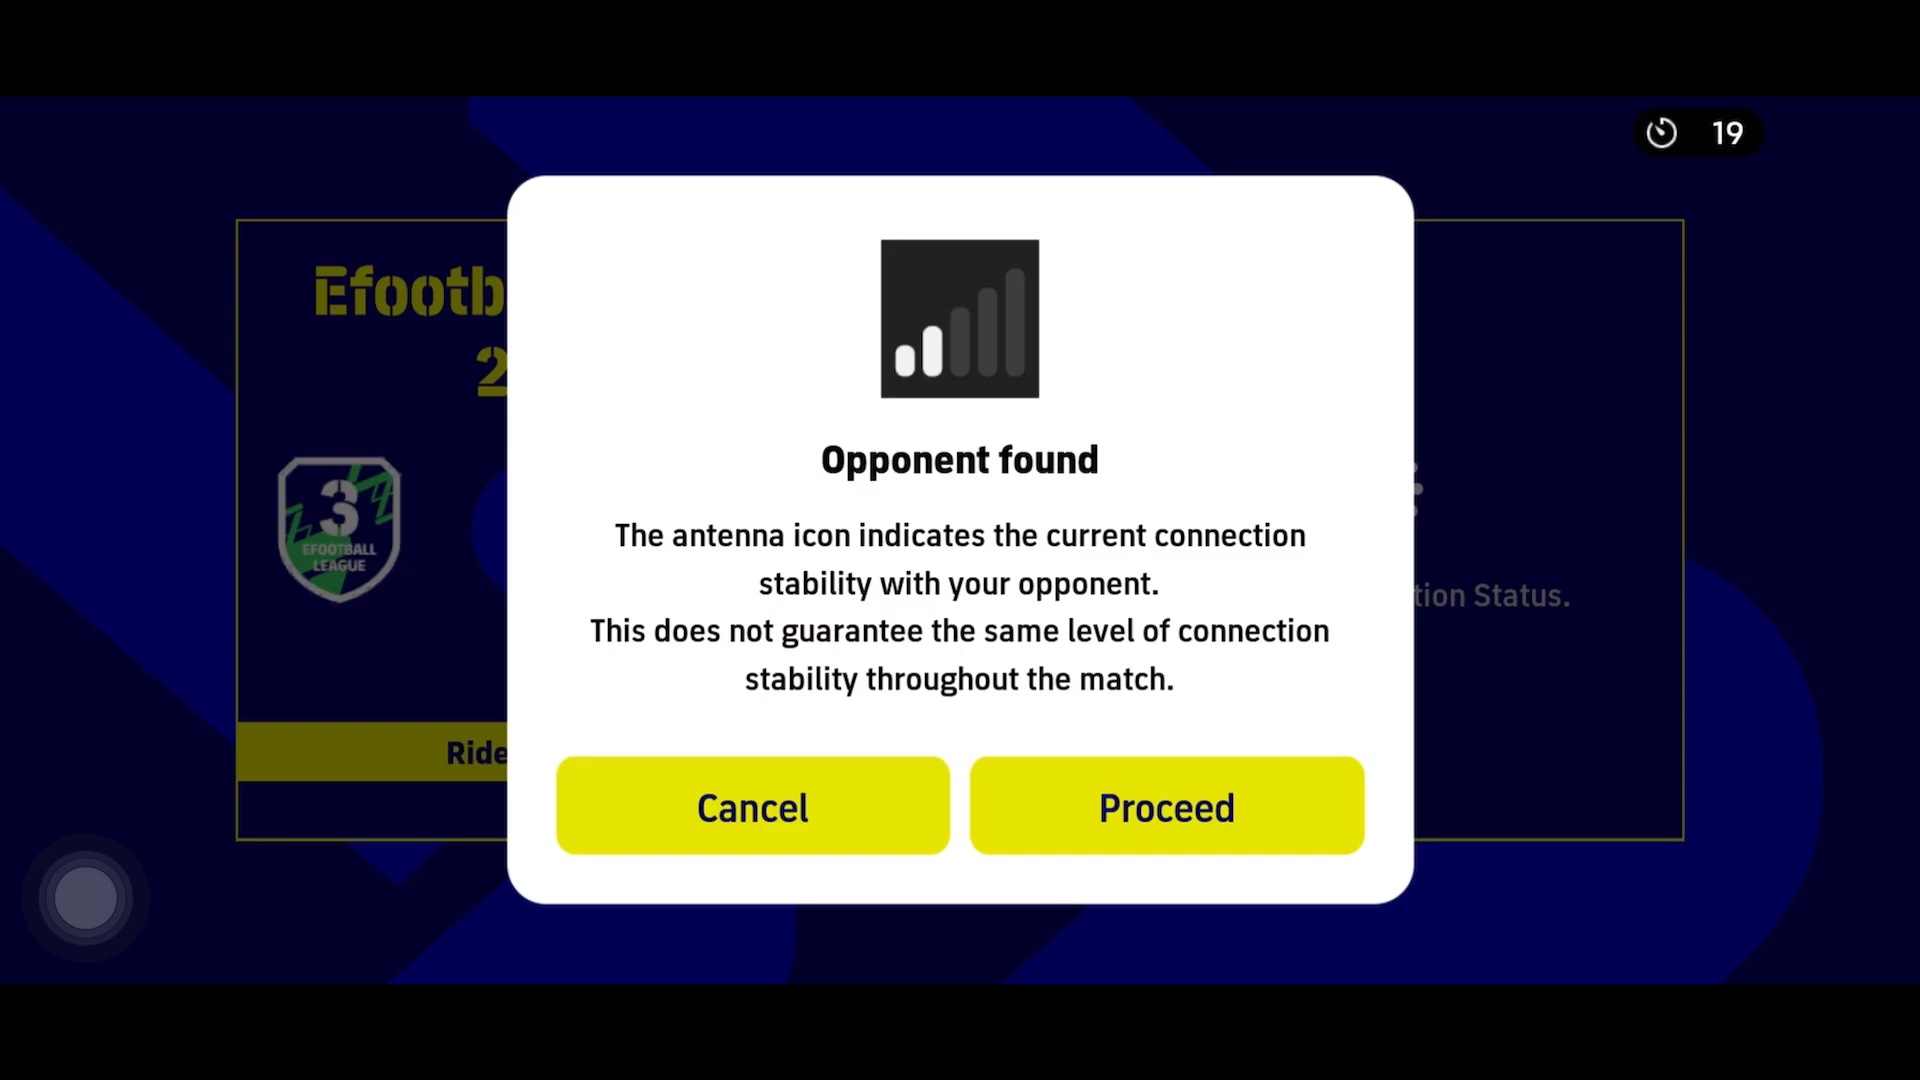 19
Efootb
2
3
EFOOTBALL
LEAGUE
Opponent found
The antenna icon indicates the current connection
stability with your opponent.
This does not guarantee the same level of connection
stability throughout the match.
tion Status.
Ride
Cancel
Proceed